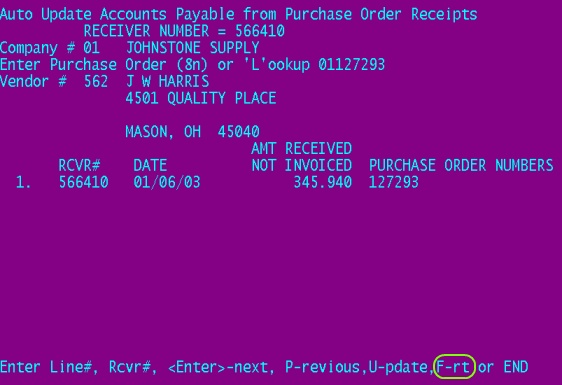 Auto Update Accounts Payable from Purchase Order Receipts
RECEIVER NUMBER = 566410
Company # 01 JOHNSTONE SUPPLY
Enter Purchase Order (8n) or 'L'ookup 01127293
Vendor # 562 J W HARRIS
4501 QUALITY PLACE
MASON, OH 45040
AMT RECEIVED
RCVR# DATE NOT INVOICED PURCHASE ORDER NUMBERS
1. 566410 01/06/03 345.940 127293
Enter Line#, Rcvr#, <Enter>-next, P-revious,U-pdate,F-rt or END